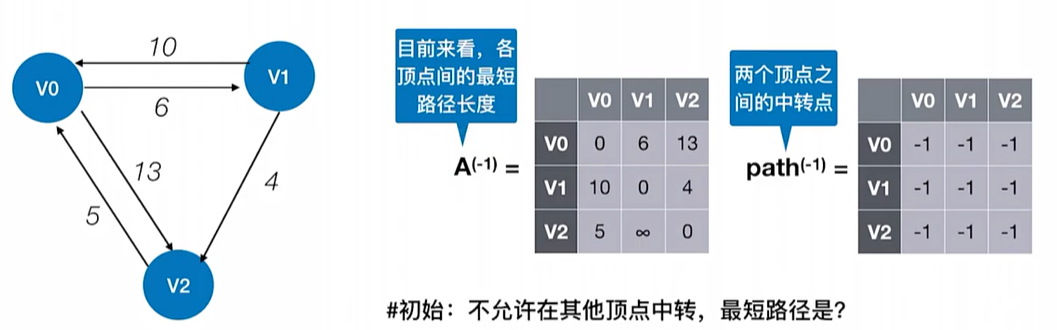 V0
10
V1
6
13
4
5
V2
目前来看，各
顶点间的最短
路径长度
A(-1) =
V0 V1 V2
V0 0 6 13
V1 10 0 4
V2 5 ∞ 0
两个顶点之
间的中转点
path(-1) =
V0 V1 V2
V0 -1 -1 -1
V1 -1 -1 -1
V2 -1 -1 -1
#初始：不允许在其他顶点中转，最短路径是？